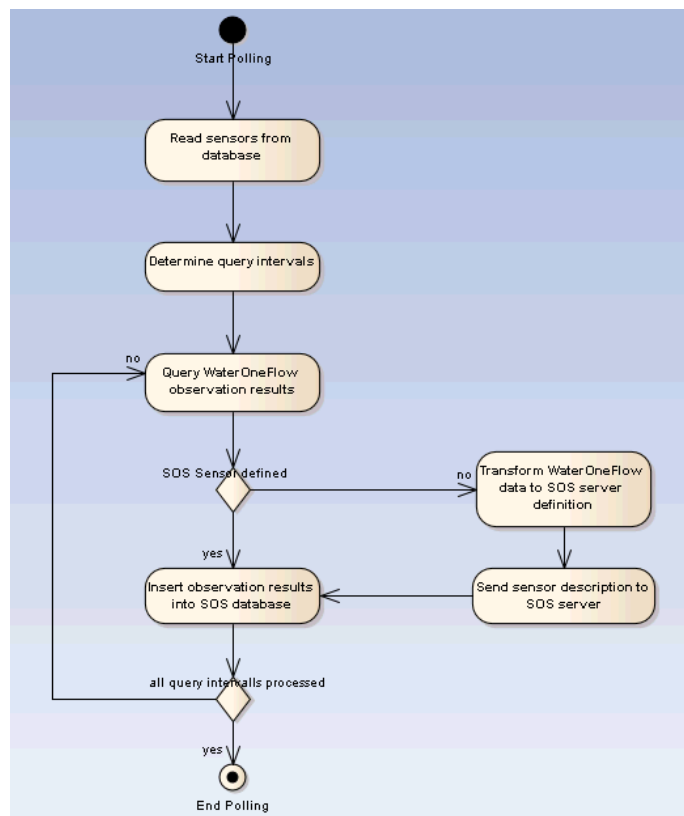 Start Polling
Read sensors from
database
Determine query intervals
no
Query WaterOneFlow
observation results
SOS Sensor defined
no
Transform WaterOneFlow
data to SOS server
definition
yes
Insert observation results
into SOS database
Send sensor description to
SOS server
all query intervalls processed
yes
End Polling